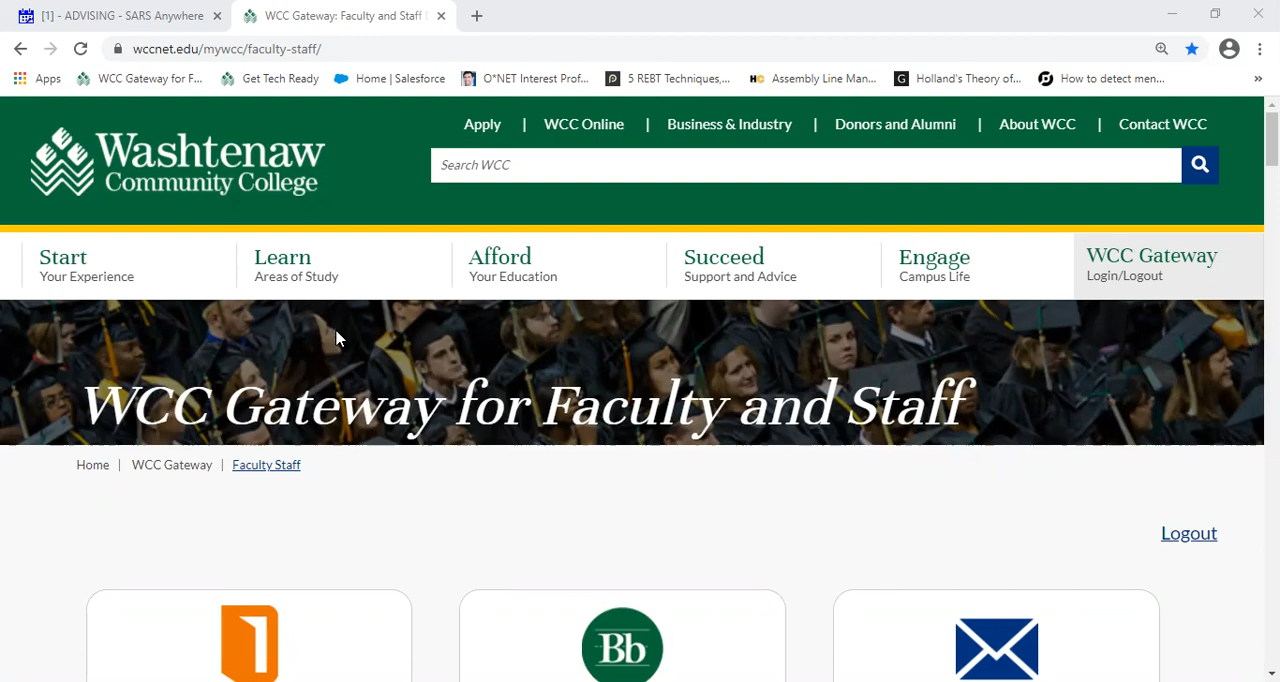 [1] - ADVISING - SARS Anywhere
WCC Gateway: Faculty and Staff
wccnet.edu/mywcc/faculty-staff/
Apps
WCC Gateway for F...
Get Tech Ready
Home | Salesforce
O*NET Interest Prof...
5 REBT Techniques,...
HC
Assembly Line Man...
G
Holland's Theory of...
How to detect men...
»
Washtenaw
Community College
Apply | WCC Online | Business & Industry | Donors and Alumni | About WCC | Contact WCC
Search WCC
Start
Your Experience
Learn
Areas of Study
Afford
Your Education
Succeed
Support and Advice
Engage
Campus Life
WCC Gateway
Login/Logout
WCC Gateway for Faculty and Staff
Home | WCC Gateway | Faculty Staff
Logout
Bb